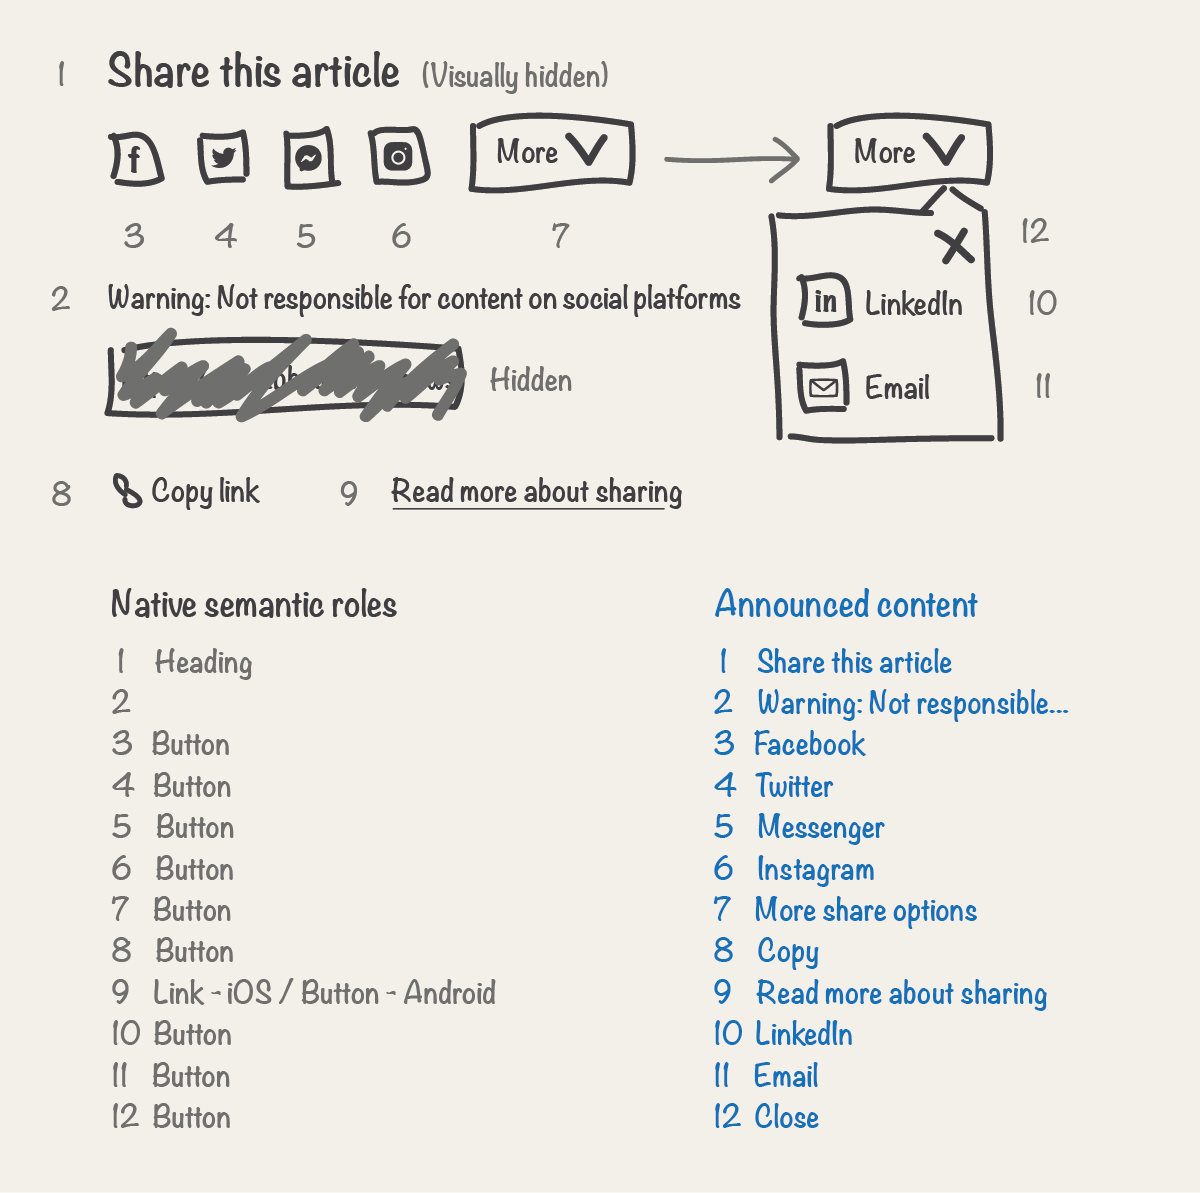 1 Share this article (Visually hidden)
f
More
More
3 4 5 6 7
12
in LinkedIn 10
2 Warning: Not responsible for content on social platforms
Hidden
Email 11
8 Copy link 9 Read more about sharing
Native semantic roles
1 Heading
2
3 Button
4 Button
5 Button
6 Button
7 Button
8 Button
9 Link - iOS / Button - Android
10 Button
11 Button
12 Button
Announced content
1 Share this article
2 Warning: Not responsible...
3 Facebook
4 Twitter
5 Messenger
6 Instagram
7 More share options
8 Copy
9 Read more about sharing
10 LinkedIn
11 Email
12 Close